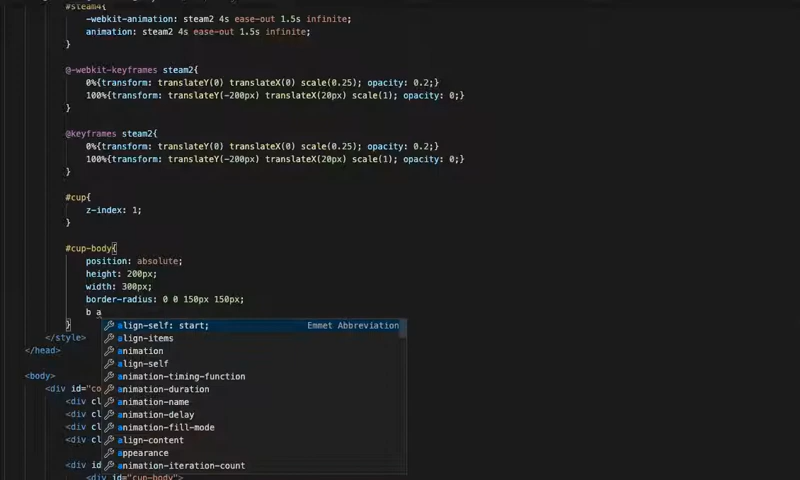 #steam4{
-webkit-animation: steam2 4s ease-out 1.5s infinite;
animation: steam2 4s ease-out 1.5s infinite;
}
@-webkit-keyframes steam2{
0%{transform: translateY(0) translateX(0) scale(0.25); opacity: 0.2;}
100%{transform: translateY(-200px) translateX(20px) scale(1); opacity: 0;}
}
@keyframes steam2{
0%{transform: translateY(0) translateX(0) scale(0.25); opacity: 0.2;}
100%{transform: translateY(-200px) translateX(20px) scale(1); opacity: 0;}
}
#cup{
z-index: 1;
}
#cup-body{
position: absolute;
height: 200px;
width: 300px;
border-radius: 0 0 150px 150px;
b a
} align-self: start; Emmet Abbreviation
</style> align-items
</head> animation
align-self
<body> animation-timing-function
<div id="co animation-duration
<div cl animation-name
<div cl animation-delay
<div cl animation-fill-mode
<div cl align-content
appearance
<div id animation-iteration-count
<div id="cup-body">